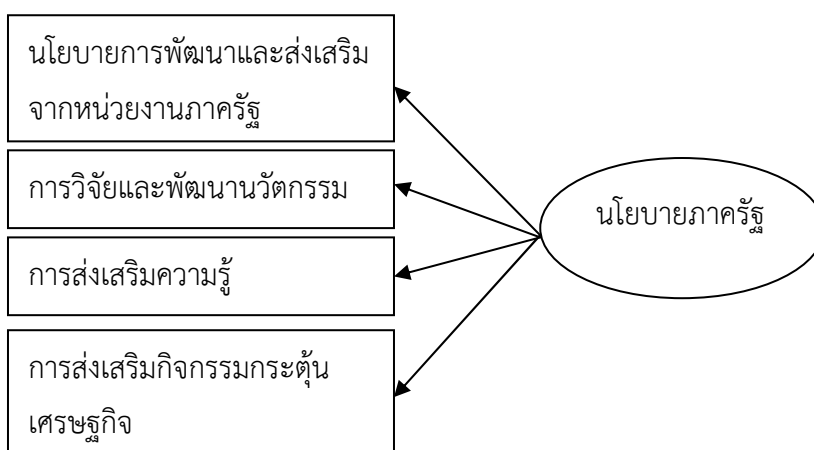 นโยบายการพัฒนาและส่งเสริม
จากหน่วยงานภาครัฐ
การวิจัยและพัฒนานวัตกรรม
การส่งเสริมความรู้
การส่งเสริมกิจกรรมกระตุ้น
เศรษฐกิจ
นโยบายภาครัฐ